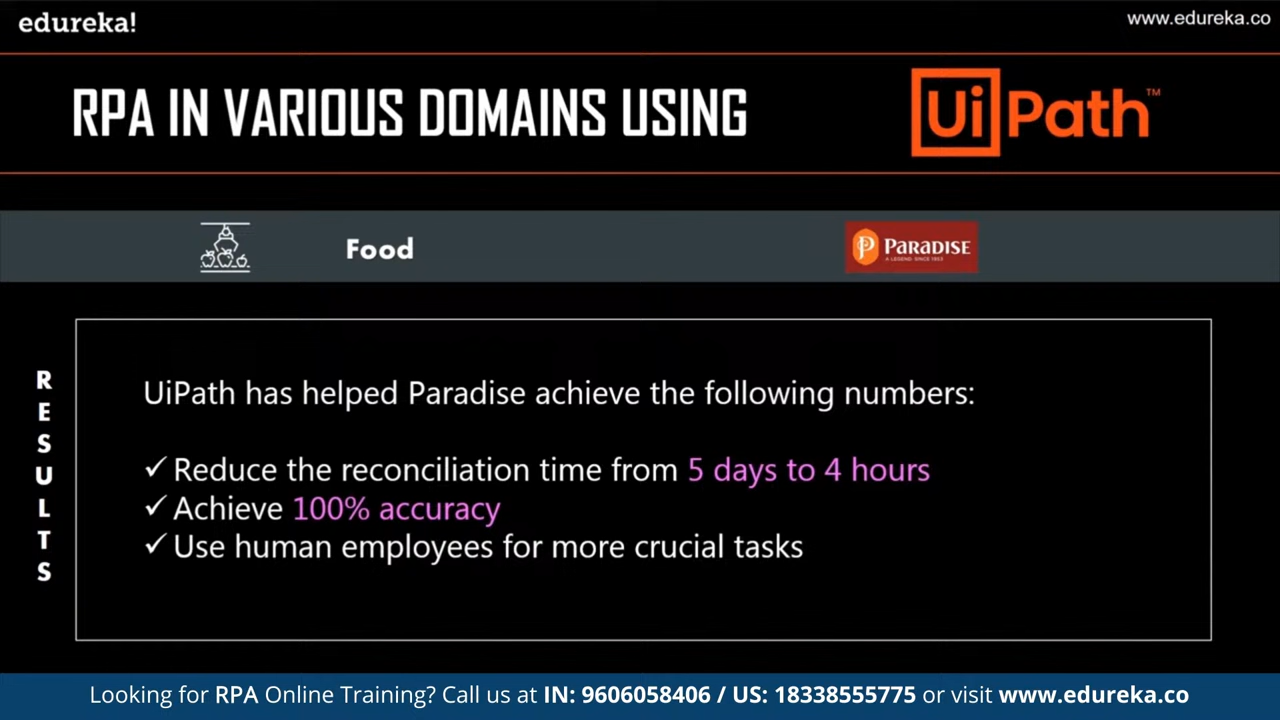 edureka!
www.edureka.co
RPA IN VARIOUS DOMAINS USING
UiPath™
Food
PARADISE
A LEGEND. SINCE 1953
RESULTS
UiPath has helped Paradise achieve the following numbers:
✓ Reduce the reconciliation time from 5 days to 4 hours
✓ Achieve 100% accuracy
✓ Use human employees for more crucial tasks
Looking for RPA Online Training? Call us at IN: 9606058406 / US: 18338555775 or visit www.edureka.co